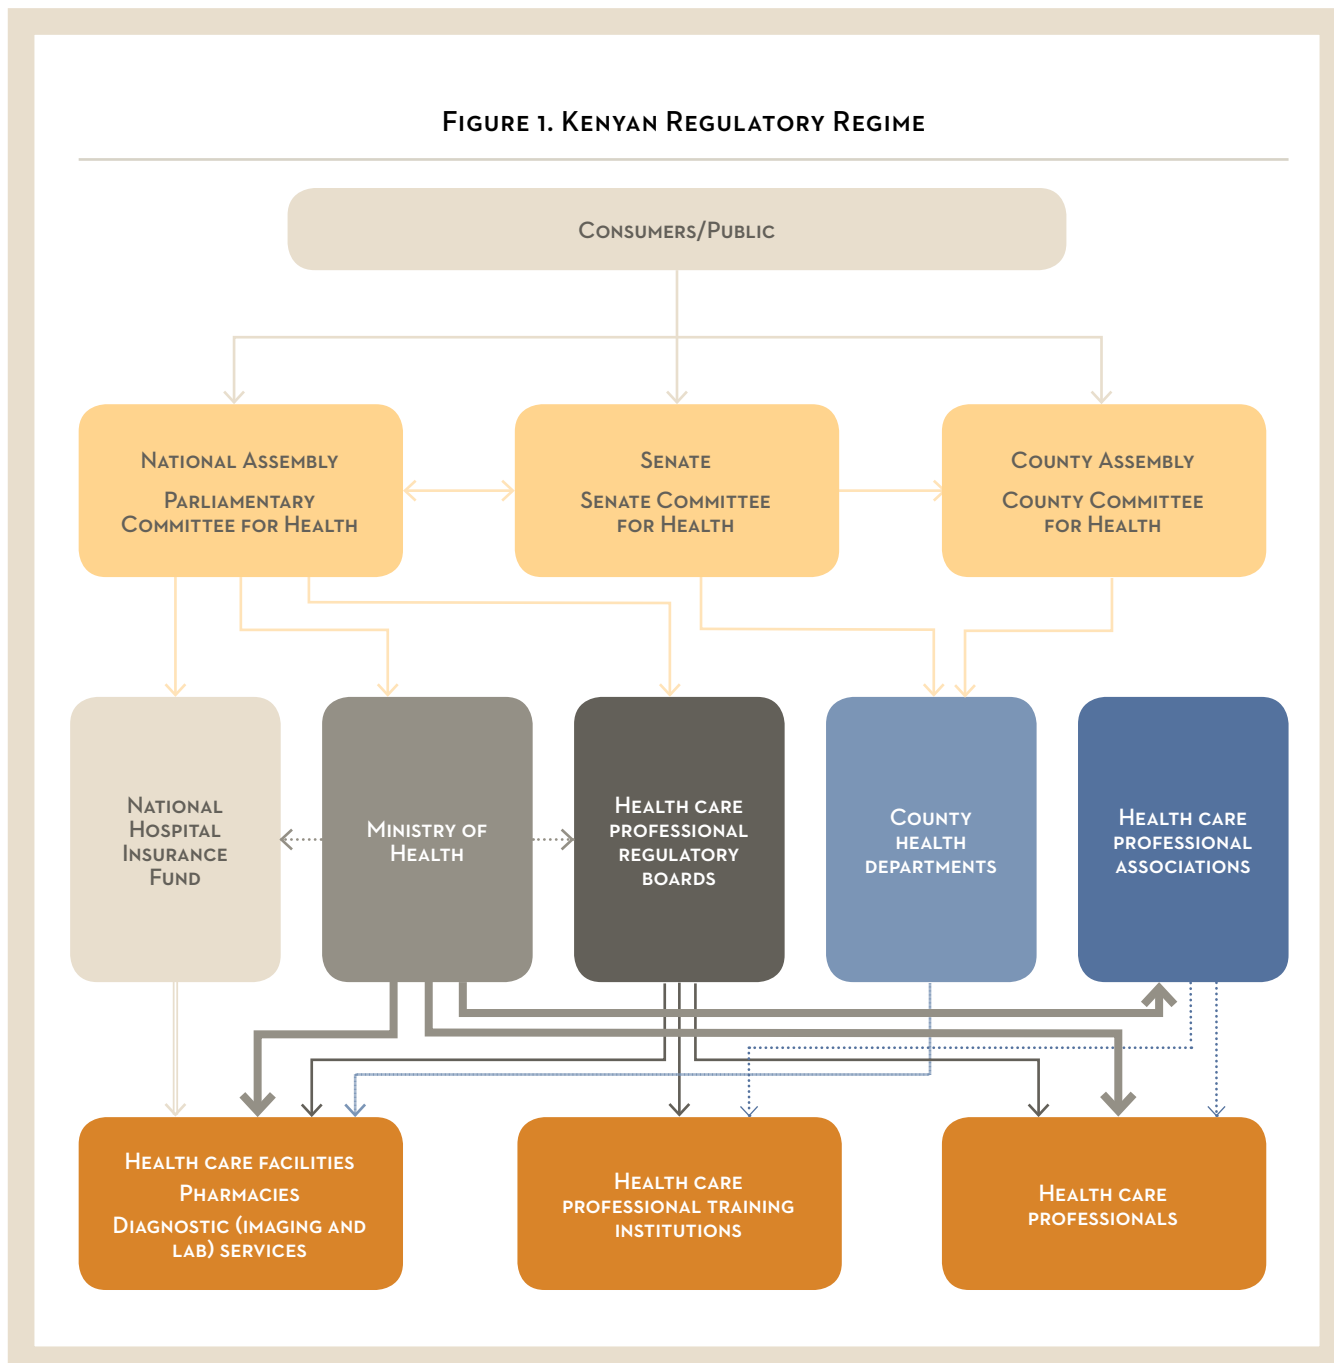 Figure 1. Kenyan Regulatory Regime
Consumers/Public
National Assembly
Parliamentary
Committee for Health
Senate
Senate Committee
for Health
County Assembly
County Committee
for Health
National
Hospital
Insurance
Fund
Ministry of
Health
Health care
professional
regulatory
boards
County
health
departments
Health care
professional
associations
Health care facilities
Pharmacies
Diagnostic (imaging and
lab) services
Health care
professional training
institutions
Health care
professionals